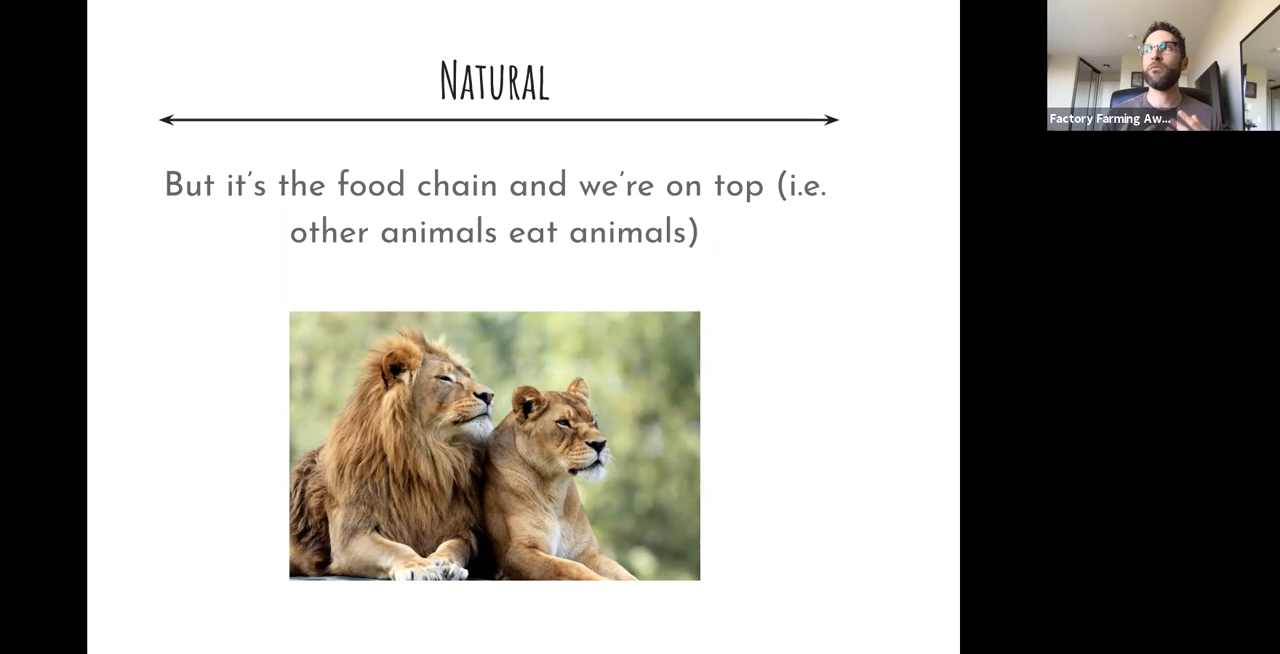 NATURAL
But it's the food chain and we're on top (i.e.
other animals eat animals)
Factory Farming Aw...